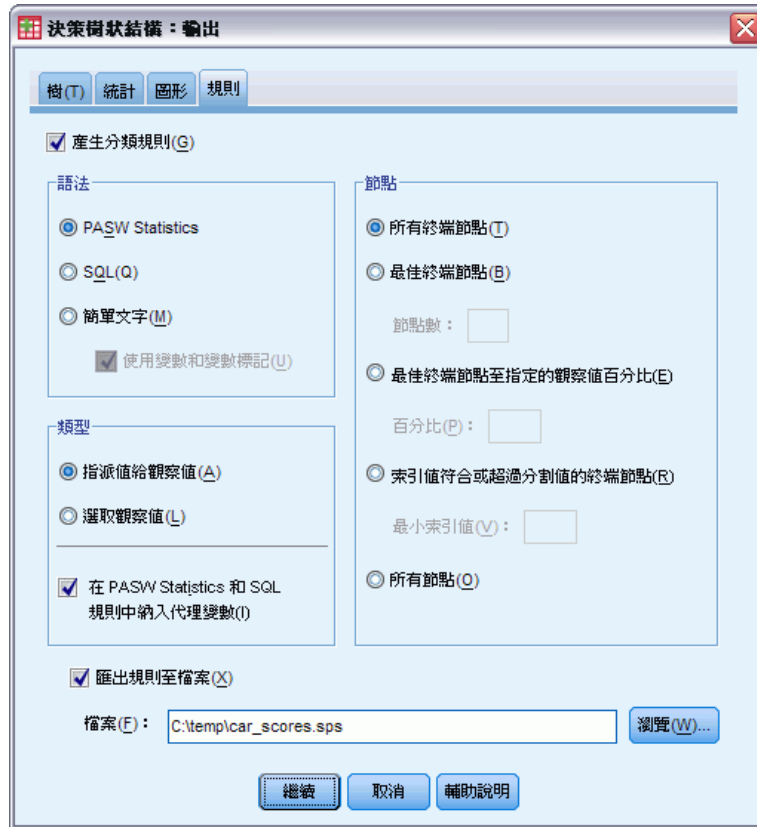 決策樹狀結構：輸出
樹(T) 統計 圖形 規則
產生分類規則(G)
語法
PASW Statistics
SQL(Q)
簡單文字(M)
使用變數和變數標記(U)
類型
指派值給觀察值(A)
選取觀察值(L)
在 PASW Statistics 和 SQL
規則中納入代理變數(I)
節點
所有終端節點(T)
最佳終端節點(B)
節點數：
最佳終端節點至指定的觀察值百分比(E)
百分比(P)：
索引值符合或超過分割值的終端節點(R)
最小索引值(V)：
所有節點(O)
匯出規則至檔案(X)
檔案(F)： C:\temp\car_scores.sps 瀏覽(W)...
繼續 取消 輔助說明